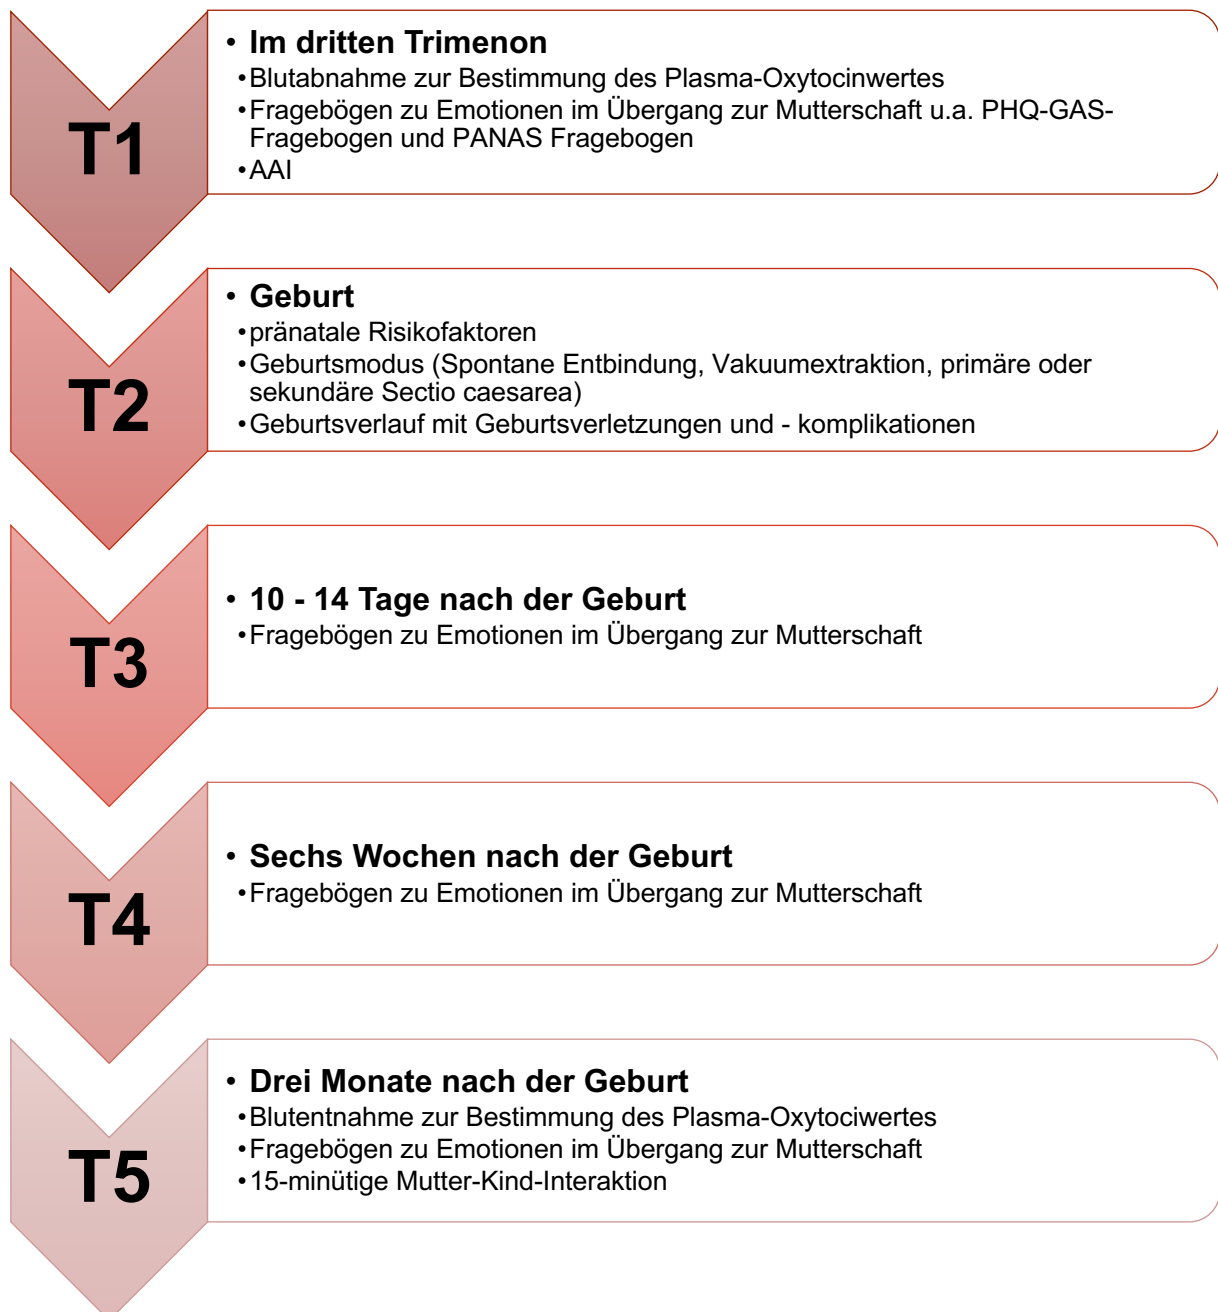 T1
• Im dritten Trimenon
•Blutabnahme zur Bestimmung des Plasma-Oxytocinwertes
•Fragebögen zu Emotionen im Übergang zur Mutterschaft u.a. PHQ-GAS-
Fragebogen und PANAS Fragebogen
•AAI
T2
• Geburt
•pränatale Risikofaktoren
•Geburtsmodus (Spontane Entbindung, Vakuumextraktion, primäre oder
sekundäre Sectio caesarea)
•Geburtsverlauf mit Geburtsverletzungen und - komplikationen
T3
• 10 - 14 Tage nach der Geburt
•Fragebögen zu Emotionen im Übergang zur Mutterschaft
T4
• Sechs Wochen nach der Geburt
•Fragebögen zu Emotionen im Übergang zur Mutterschaft
T5
• Drei Monate nach der Geburt
•Blutentnahme zur Bestimmung des Plasma-Oxytociwertes
•Fragebögen zu Emotionen im Übergang zur Mutterschaft
•15-minütige Mutter-Kind-Interaktion